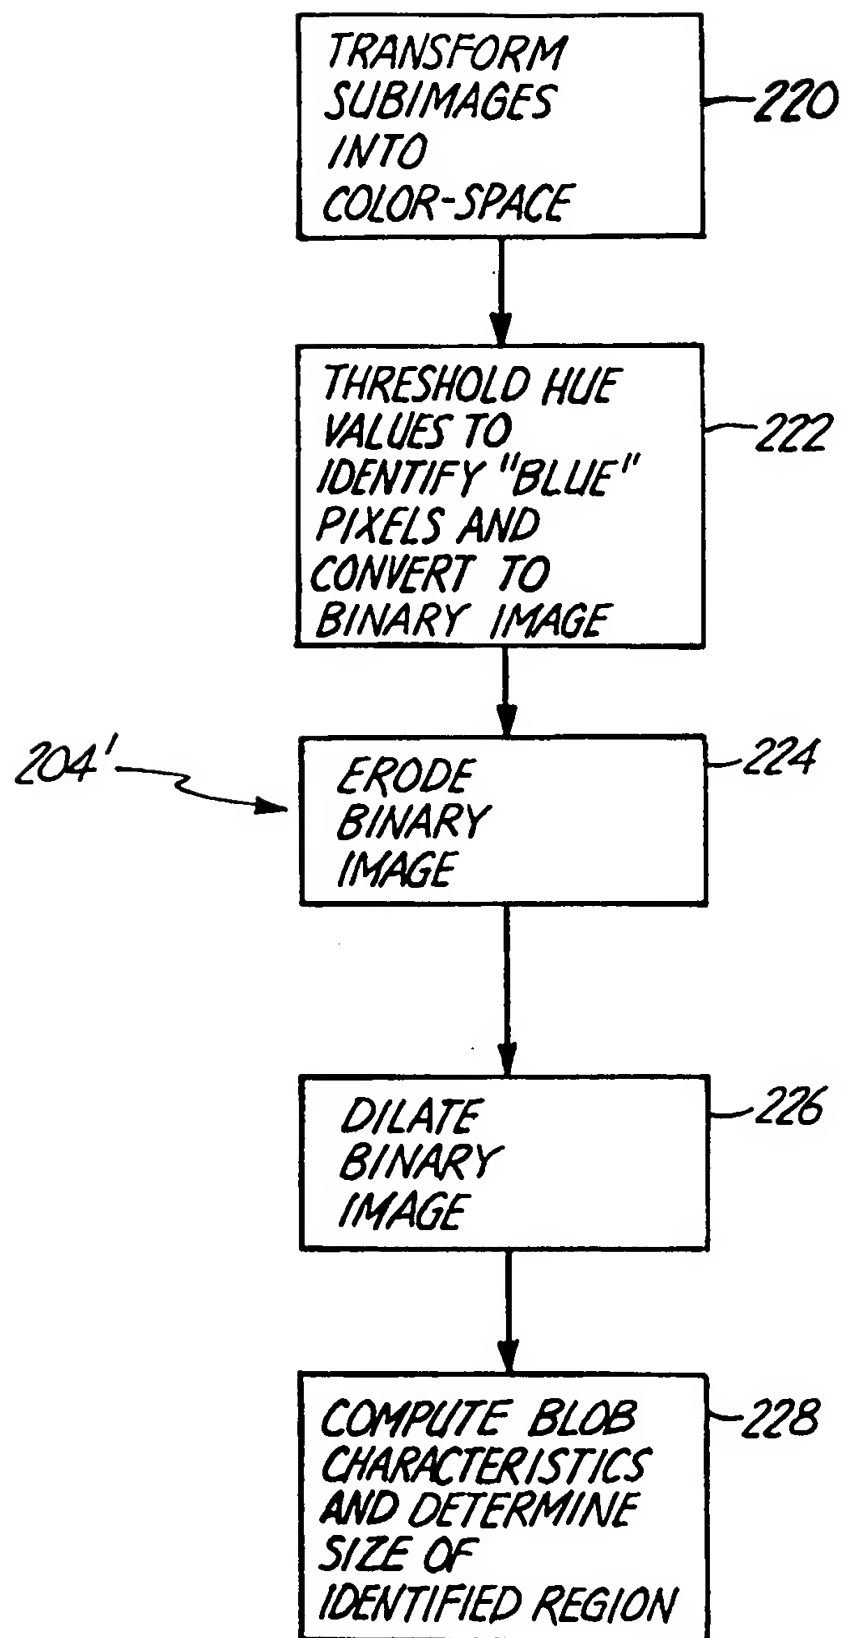 TRANSFORM
SUBIMAGES
INTO
COLOR-SPACE
220
THRESHOLD HUE
VALUES TO
IDENTIFY "BLUE"
PIXELS AND
CONVERT TO
BINARY IMAGE
222
204'
ERODE
BINARY
IMAGE
224
DILATE
BINARY
IMAGE
226
COMPUTE BLOB
CHARACTERISTICS
AND DETERMINE
SIZE OF
IDENTIFIED REGION
228